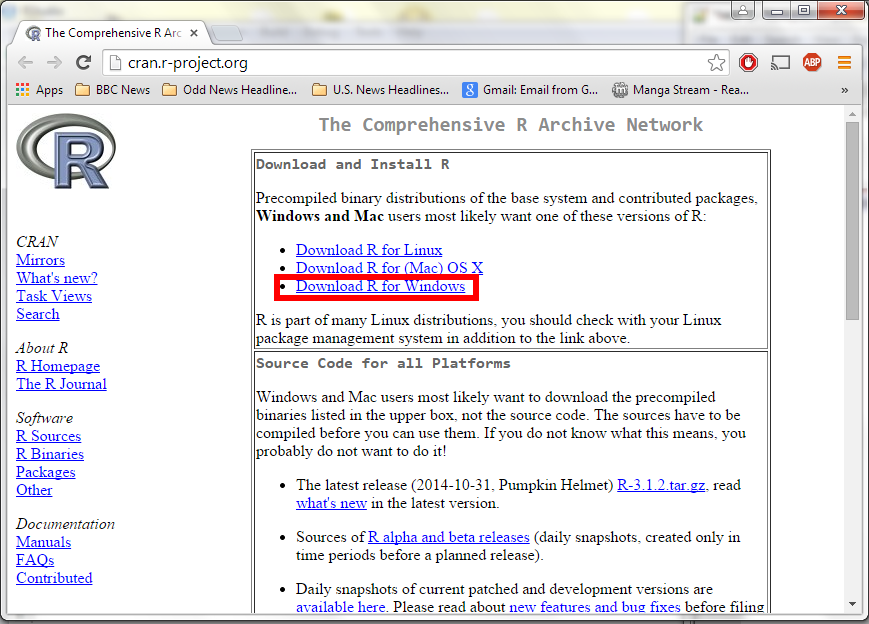 The Comprehensive R Arc
cran.r-project.org
ABP
Apps
BBC News
Odd News Headline...
U.S. News Headlines...
8
Gmail: Email from G...
Manga Stream - Rea...
»
R
CRAN
Mirrors
What's new?
Task Views
Search
About R
R Homepage
The R Journal
Software
R Sources
R Binaries
Packages
Other
Documentation
Manuals
FAQs
Contributed
The Comprehensive R Archive Network
Download and Install R
Precompiled binary distributions of the base system and contributed packages,
Windows and Mac users most likely want one of these versions of R:
• Download R for Linux
• Download R for (Mac) OS X
• Download R for Windows
R is part of many Linux distributions, you should check with your Linux
package management system in addition to the link above.
Source Code for all Platforms
Windows and Mac users most likely want to download the precompiled
binaries listed in the upper box, not the source code. The sources have to be
compiled before you can use them. If you do not know what this means, you
probably do not want to do it!
• The latest release (2014-10-31, Pumpkin Helmet) R-3.1.2.tar.gz, read
what's new in the latest version.
• Sources of R alpha and beta releases (daily snapshots, created only in
time periods before a planned release).
• Daily snapshots of current patched and development versions are
available here. Please read about new features and bug fixes before filing